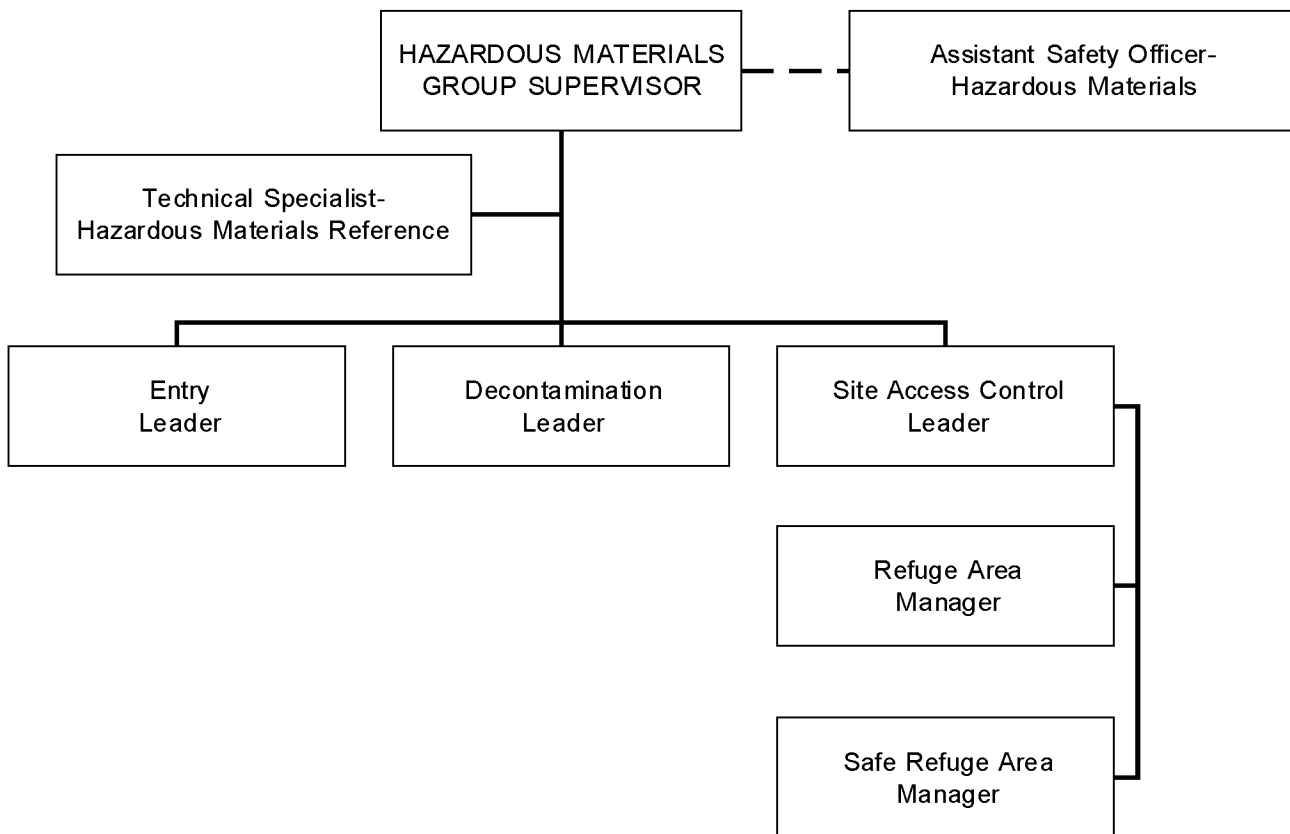 HAZARDOUS MATERIALS
GROUP SUPERVISOR
Assistant Safety Officer-
Hazardous Materials
Technical Specialist-
Hazardous Materials Reference
Entry
Leader
Decontamination
Leader
Site Access Control
Leader
Refuge Area
Manager
Safe Refuge Area
Manager